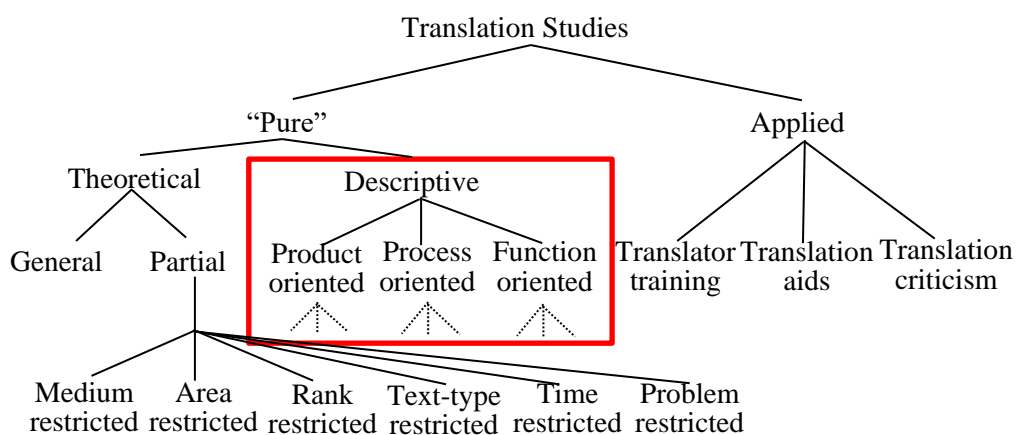 Translation Studies
“Pure”
Applied
Theoretical
Descriptive
General
Partial
Product
oriented
Process
oriented
Function
oriented
Translator
training
Translation
aids
Translation
criticism
Medium
restricted
Area
restricted
Rank
restricted
Text-type
restricted
Time
restricted
Problem
restricted